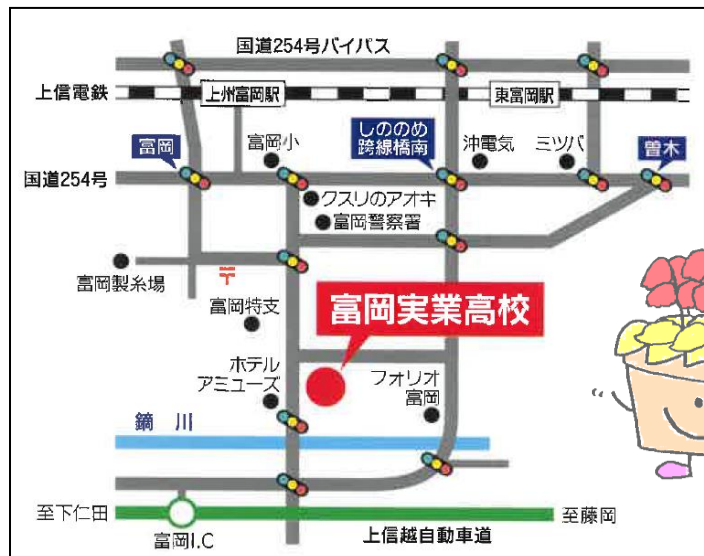 国道254号バイパス
上信電鉄
上州富岡駅
東富岡駅
富岡
富岡小
しののめ
跨線橋南
沖電気
ミツバ
曽木
国道254号
クスリのアオキ
富岡警察署
富岡製糸場
〒
富岡特支
富岡実業高校
ホテル
アミューズ
フォリオ
富岡
鏑 川
至下仁田
富岡I.C
上信越自動車道
至藤岡